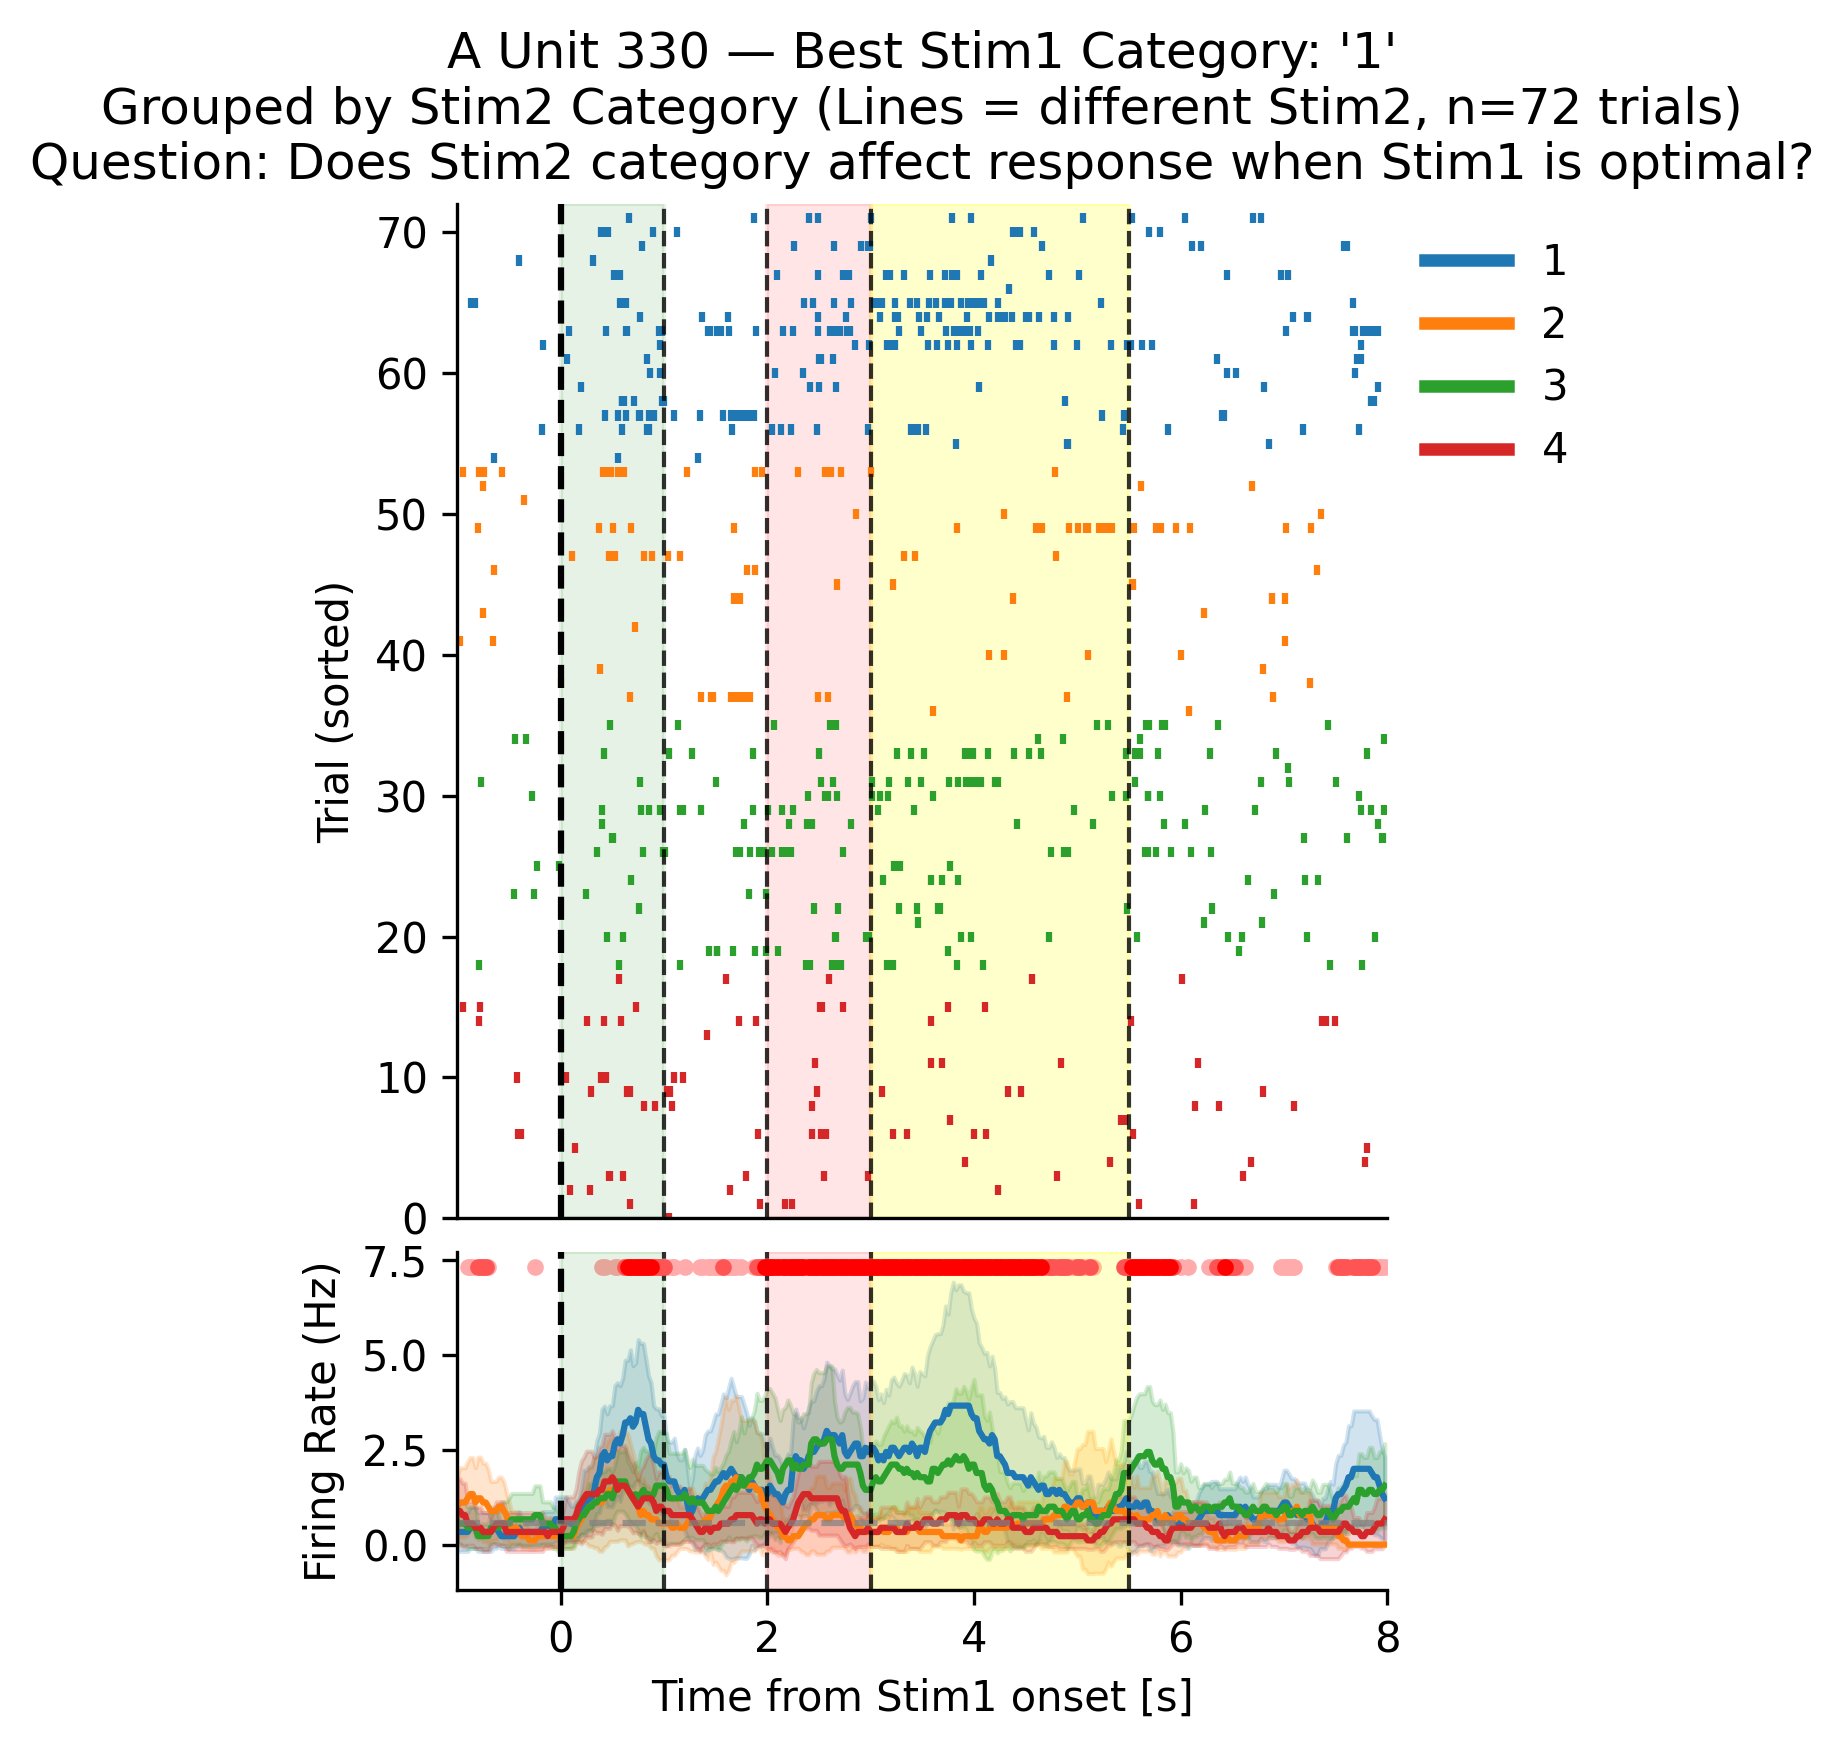 A Unit 330 — Best Stim1 Category: '1'
Grouped by Stim2 Category (Lines = different Stim2, n=72 trials)
Question: Does Stim2 category affect response when Stim1 is optimal?
70
60
50
40
30
20
10
0
Trial (sorted)
1
2
3
4
7.5
5.0
2.5
0.0
Firing Rate (Hz)
0 2 4 6 8
Time from Stim1 onset [s]